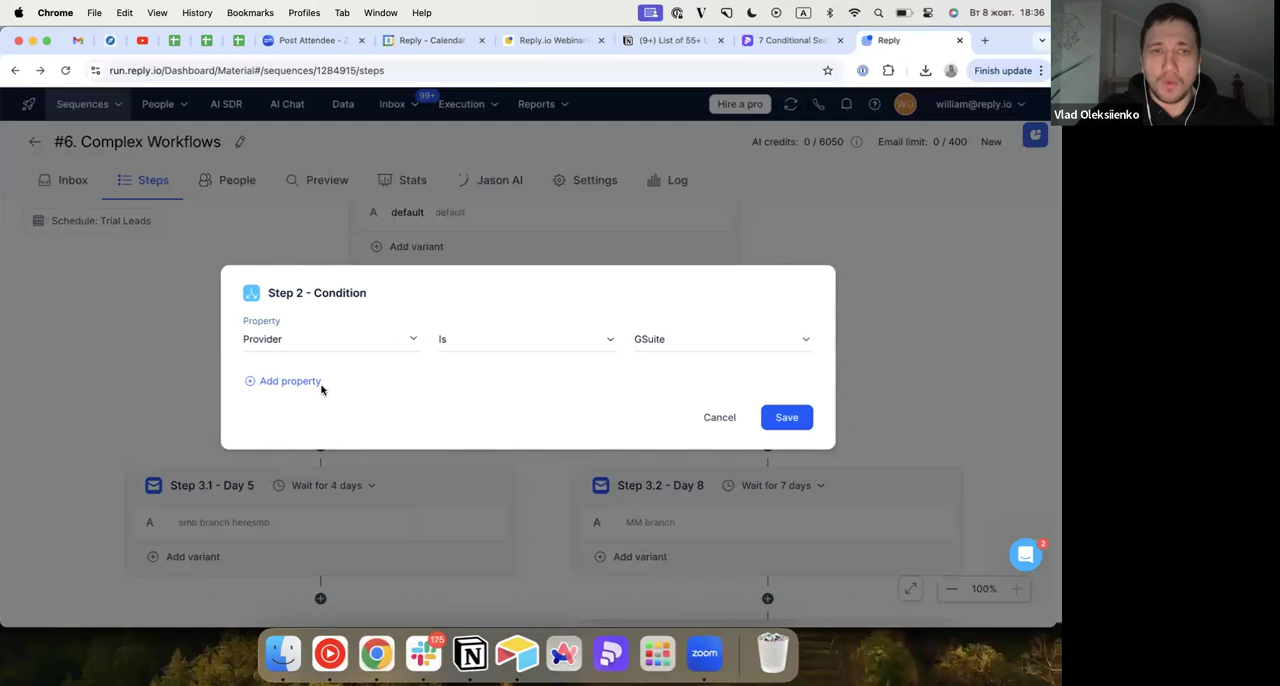 Chrome File Edit View History Bookmarks Profiles Tab Window Help V A Вт 8 жовт. 18:36
Post Attendee - Z Reply - Calendar Reply.io Webinar (9+) List of 55+ L 7 Conditional Sec Reply
run.reply.io/Dashboard/Material#/sequences/1284915/steps Finish update
Sequences People AI SDR AI Chat Data Inbox 99+ Execution Reports Hire a pro WO william@reply.io
Vlad Oleksiienko
#6. Complex Workflows AI credits: 0 / 6050 Email limit: 0 / 400 New
Inbox Steps People Preview Stats Jason AI Settings Log
Schedule: Trial Leads
A default default
Add variant
Step 2 - Condition
Property
Provider Is GSuite
Add property
Cancel Save
Step 3.1 - Day 5 Wait for 4 days
A smb branch heresmb
Add variant
Step 3.2 - Day 8 Wait for 7 days
A MM branch
Add variant
2
100%
175
N
zoom